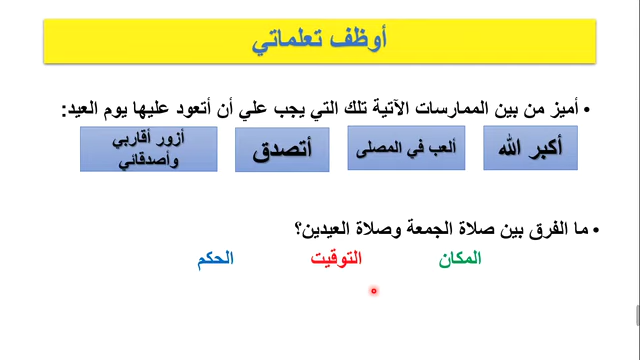 أوظف تعلماتي
• أميز من بين الممارسات الآتية تلك التي يجب علي أن أتعود عليها يوم العيد:
أكبر الله
ألعب في المصلى
أتصدق
أزور أقاربي
وأصدقائي
• ما الفرق بين صلاة الجمعة وصلاة العيدين؟
المكان التوقيت الحكم